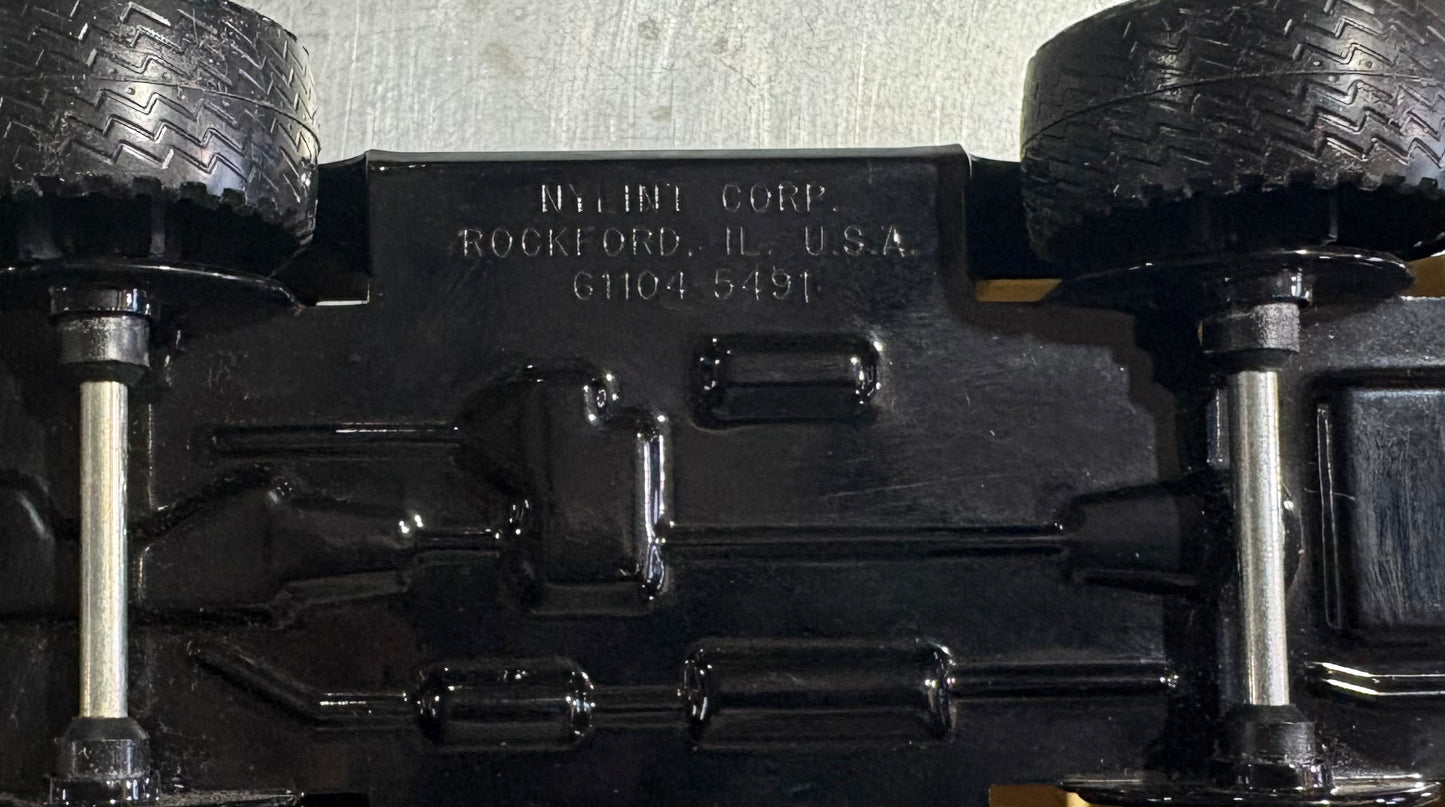 NYLINT CORP.
ROCKFORD, IL. U.S.A.
61104 5491